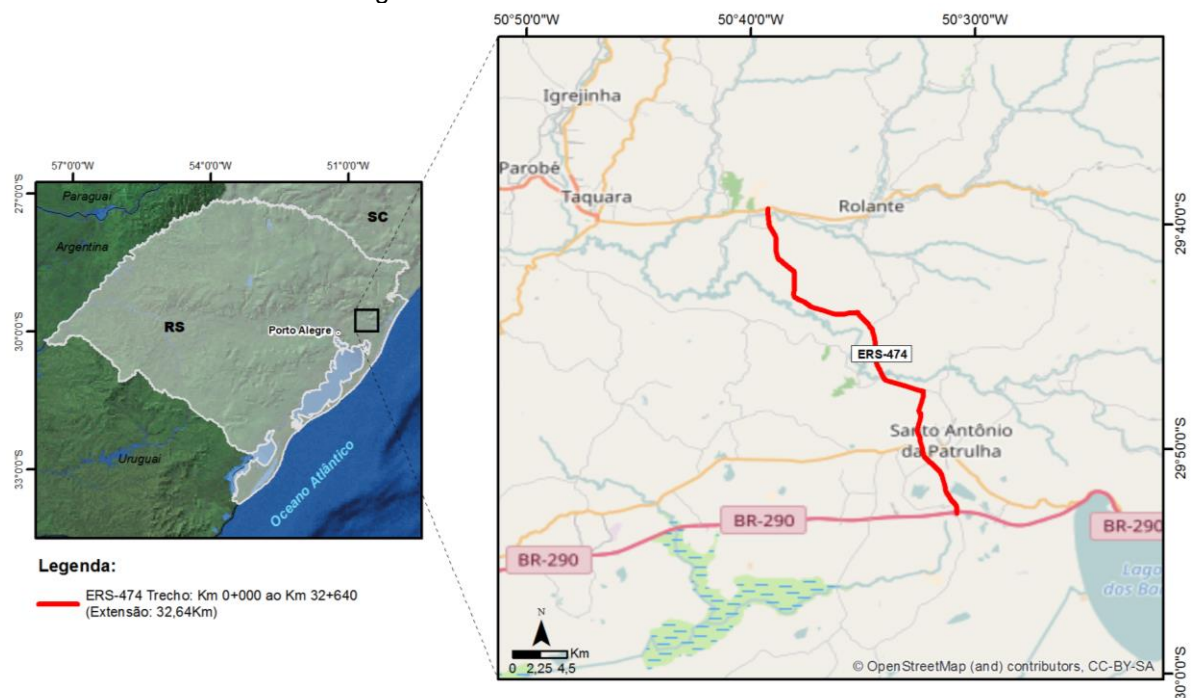 50°50'0"W
50°40'0"W
50°30'0"W
Igrejinha
Parobé
Taquara
Rolante
29°40'0"S
ERS-474
Santo Antônio
da Patrulha
29°50'0"S
BR-290
BR-290
BR-290
Lago
dos Ba
N
Km
0 2,25 4,5
© OpenStreetMap (and) contributors, CC-BY-SA
57°0'0"W
54°0'0"W
51°0'0"W
27°0'0"S
30°0'0"S
33°0'0"S
Paraguai
Argentina
SC
RS
Porto Alegre
Uruguai
Oceano Atlântico
Legenda:
ERS-474 Trecho: Km 0+000 ao Km 32+640
(Extensão: 32,64Km)